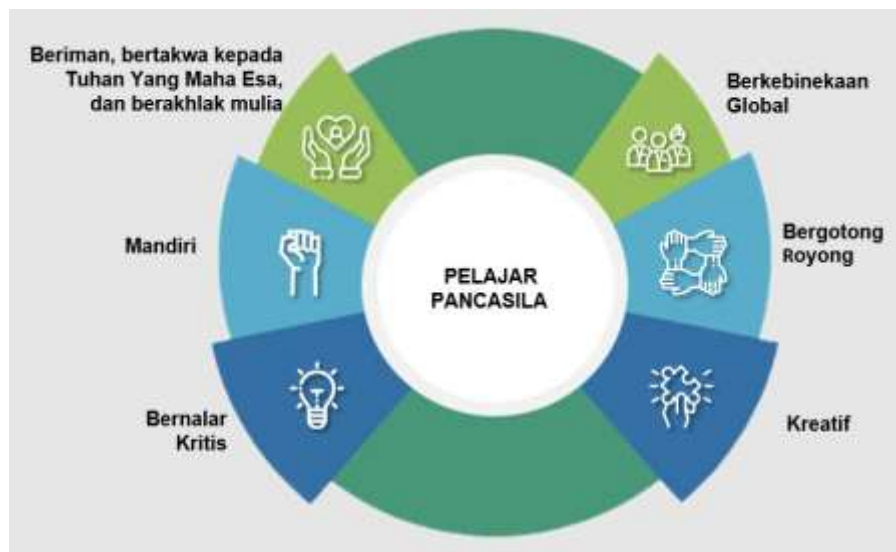 Beriman, bertakwa kepada
Tuhan Yang Maha Esa,
dan berakhlak mulia
Berkebinekaan
Global
Mandiri
Bergotong
Royong
PELAJAR
PANCASILA
Bernalar
Kritis
Kreatif